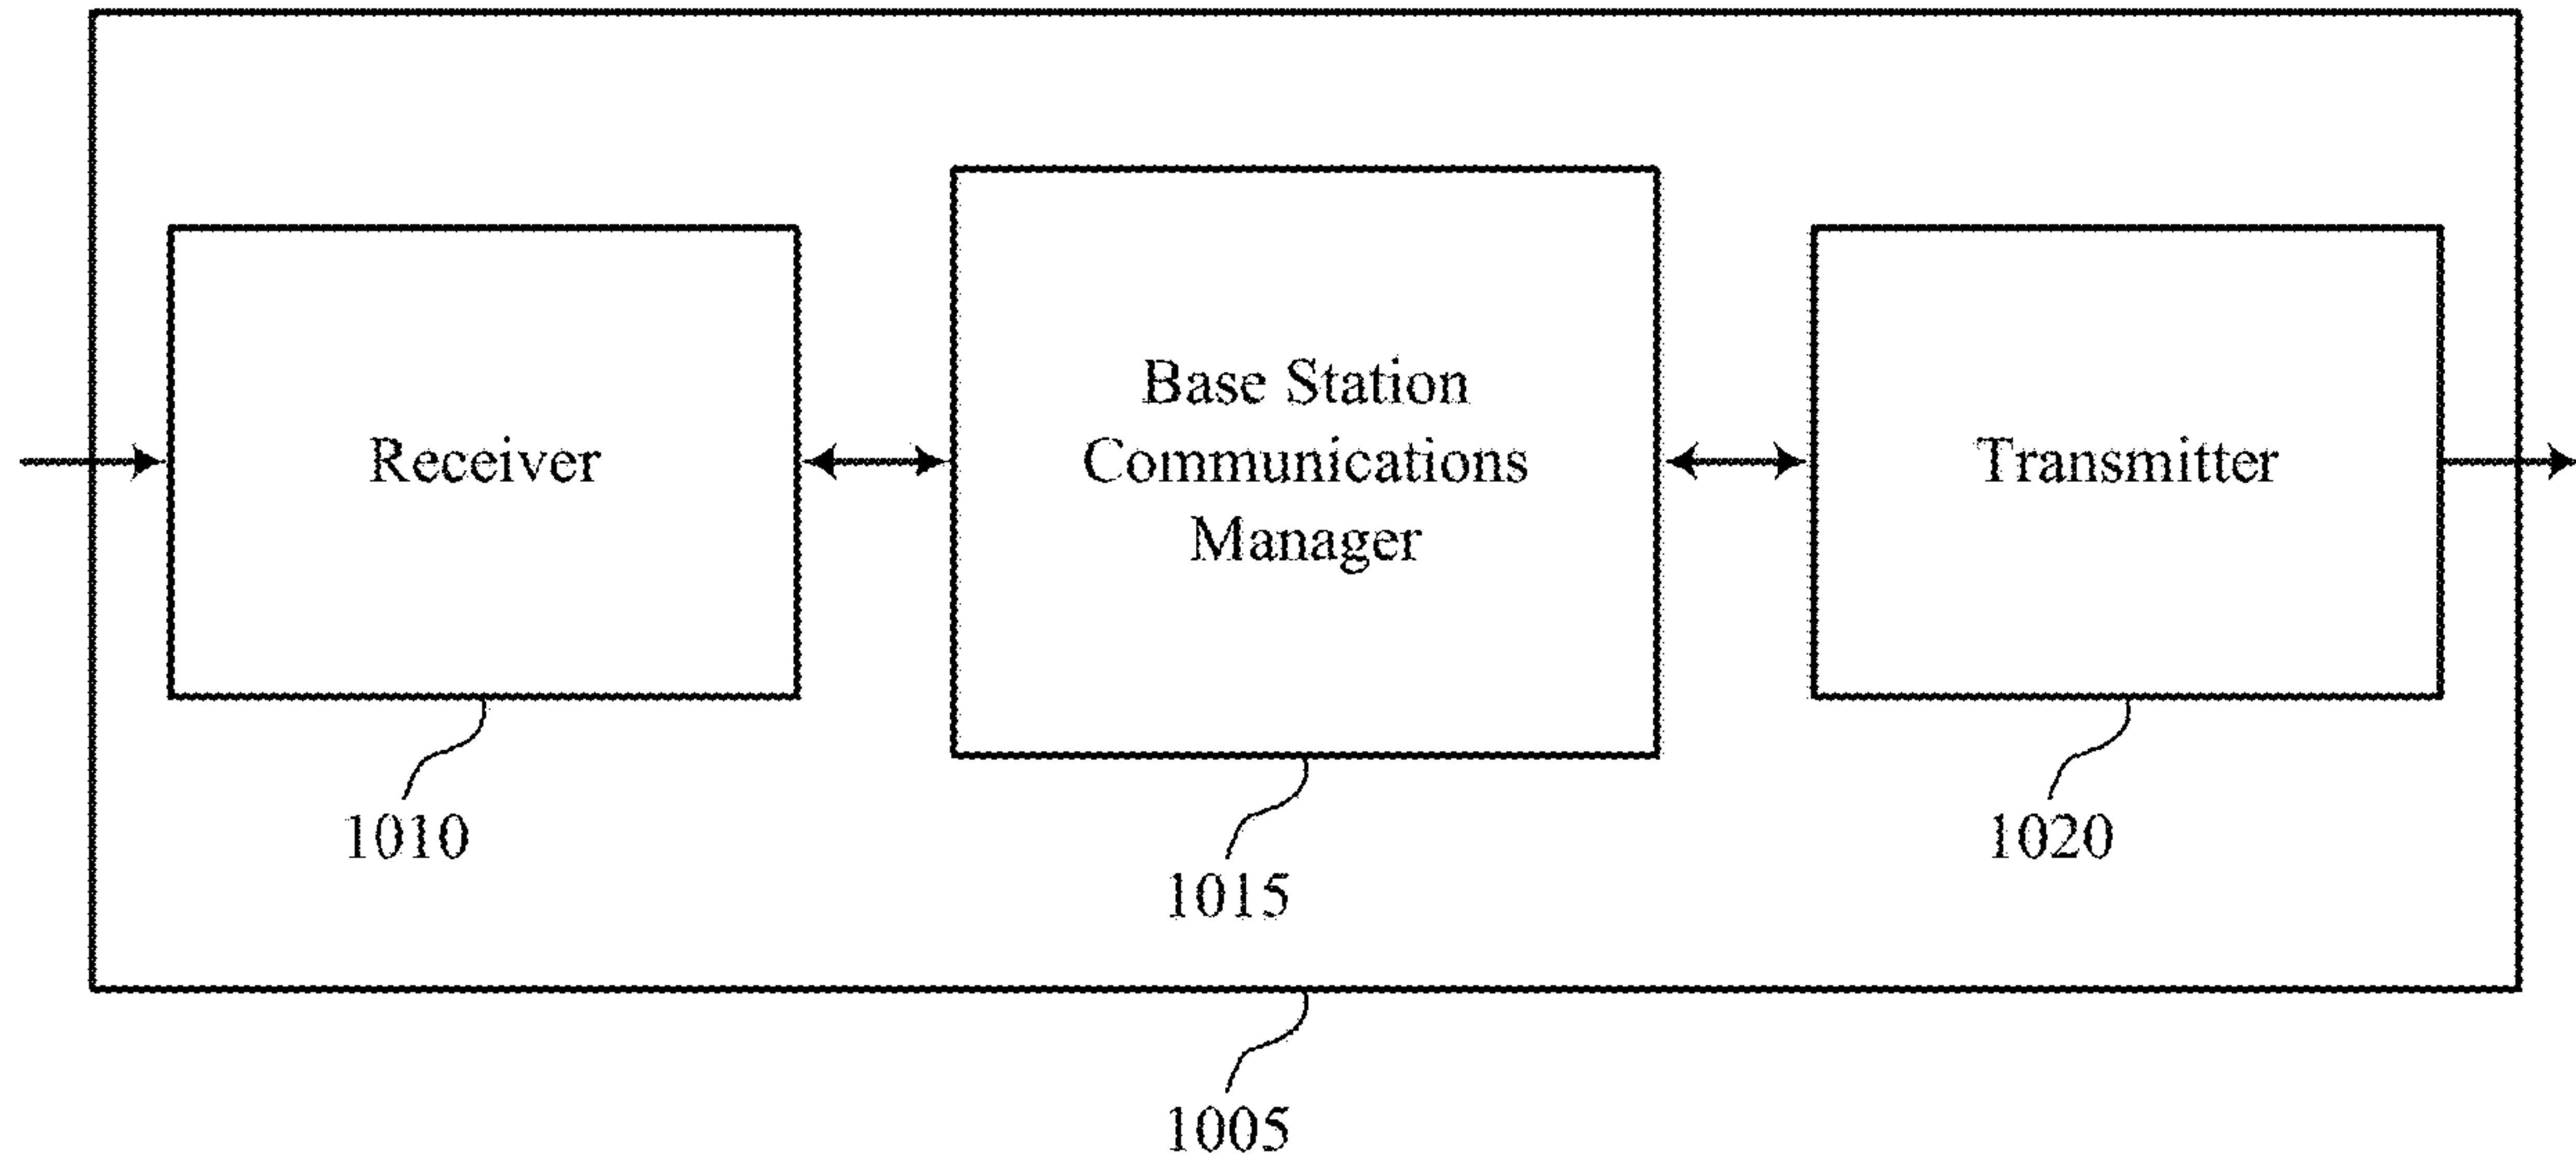 Receiver
Base Station
Communications
Manager
Transmitter
1010
1015
1020
1005